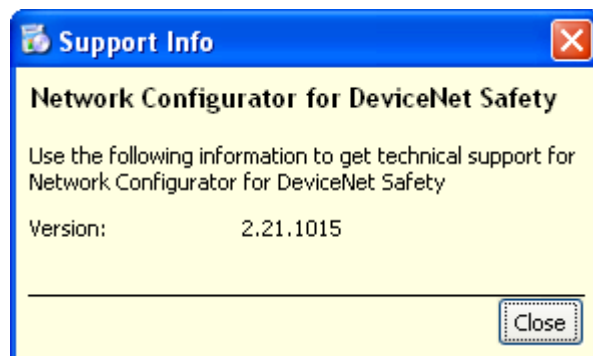 Support Info
Network Configurator for DeviceNet Safety
Use the following information to get technical support for
Network Configurator for DeviceNet Safety
Version: 2.21.1015
Close